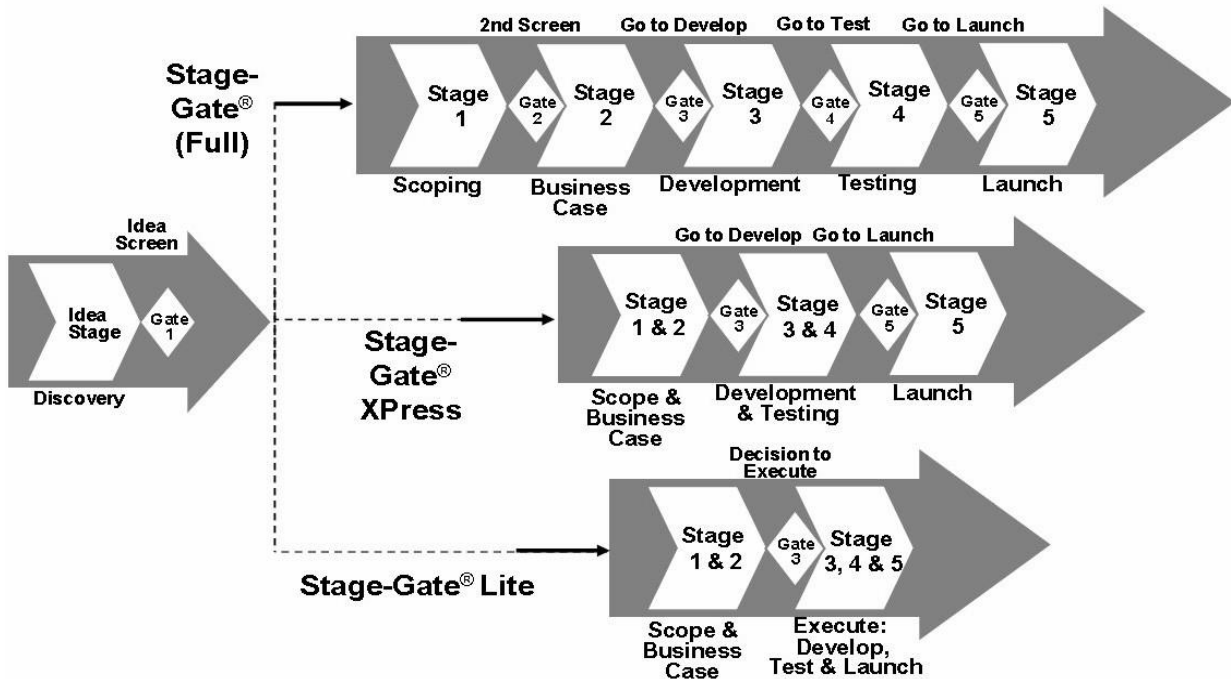 2nd Screen
Go to Develop
Go to Test
Go to Launch
Stage-
Gate®
(Full)
Stage
1
Gate
2
Stage
2
Gate
3
Stage
3
Gate
4
Stage
4
Gate
5
Stage
5
Scoping
Business
Case
Development
Testing
Launch
Idea
Screen
Idea
Stage
Gate
1
Discovery
Go to Develop
Go to Launch
Stage-
Gate®
XPress
Stage
1 & 2
Gate
3
Stage
3 & 4
Gate
5
Stage
5
Scope &
Business
Case
Development
& Testing
Launch
Decision to
Execute
Stage-Gate® Lite
Stage
1 & 2
Gate
3
Stage
3, 4 & 5
Scope &
Business
Case
Execute:
Develop,
Test & Launch